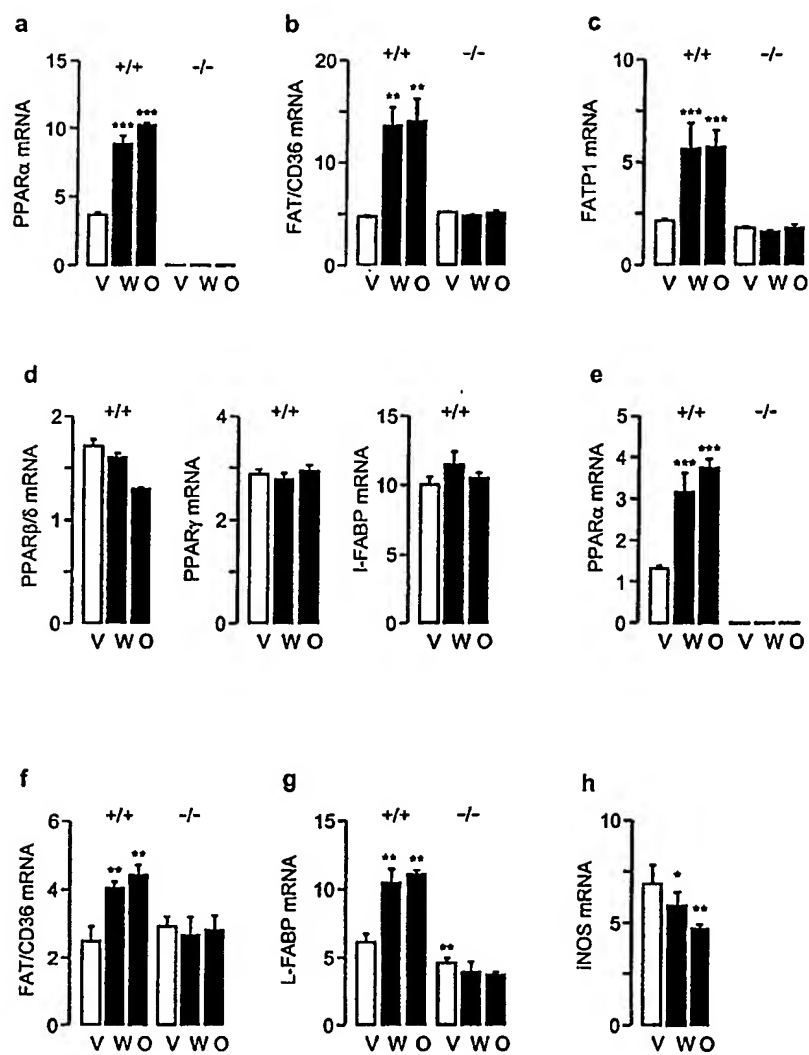 a
+/+ -/-
PPARα mRNA
15
10
5
0
*** ***
V W O V W O
b
+/+ -/-
FAT/CD36 mRNA
20
15
10
5
0
** **
V W O V W O
c
+/+ -/-
FATP1 mRNA
10
5
0
*** ***
V W O V W O
d
+/+
PPARβ/δ mRNA
2
1
0
V W O
+/+
PPARγ mRNA
4
2
0
V W O
+/+
I-FABP mRNA
15
10
5
0
V W O
e
+/+ -/-
PPARα mRNA
5
4
3
2
1
0
*** ***
V W O V W O
f
+/+ -/-
FAT/CD36 mRNA
6
4
2
0
** **
V W O V W O
g
+/+ -/-
L-FABP mRNA
15
10
5
0
** ** **
V W O V W O
h
iNOS mRNA
10
5
0
* **
V W O